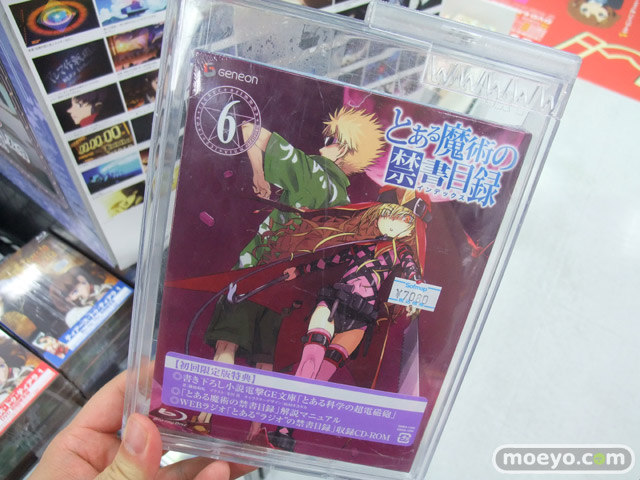 GENEON
6
とある魔術の
禁書目録
インデックス
Sofmap
¥7000
【初回限定版特典】
◎書き下ろし小説電撃GE文庫「とある科学の超電磁砲」
◎「とある魔術の禁書目録」解説マニュアル
◎WEBラジオ「とある"ラジオ"の禁書目録」収録CD-ROM
Blu-ray
moeyo.com